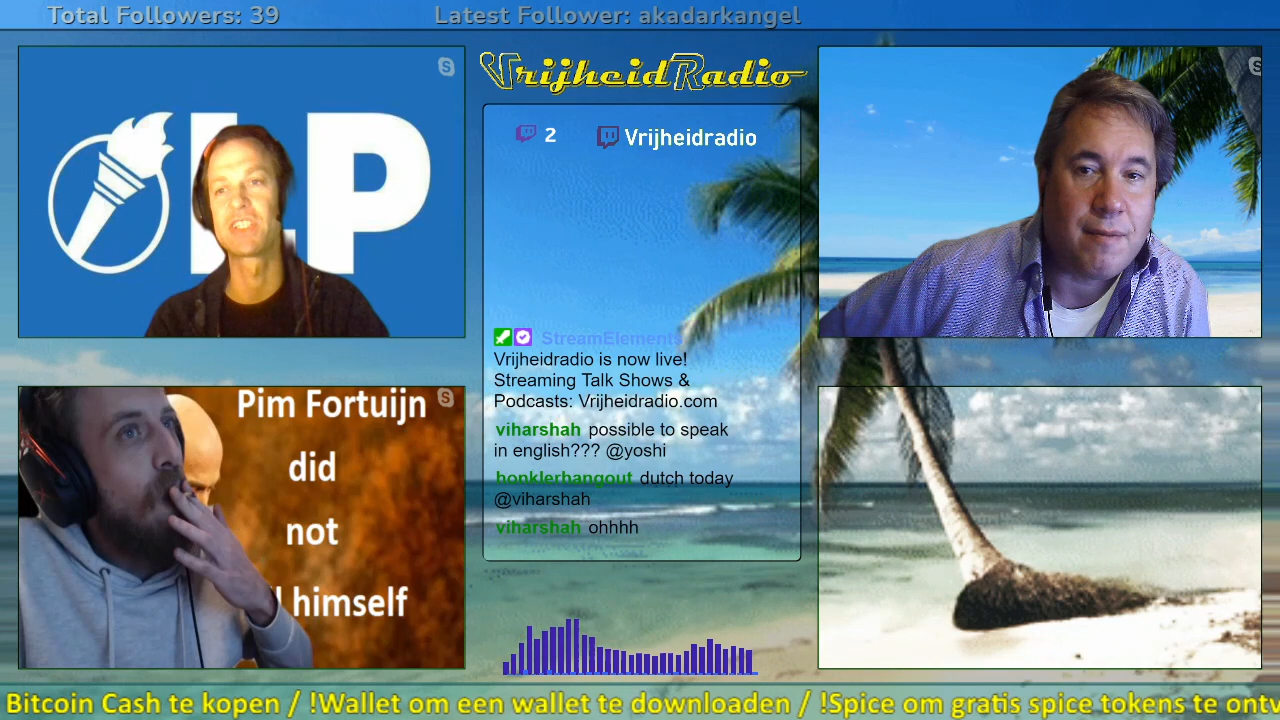 Total Followers: 39
Latest Follower: akadarkangel
LP
VrijheidRadio
2
Vrijheidradio
StreamElements
Vrijheidradio is now live!
Streaming Talk Shows &
Podcasts: Vrijheidradio.com
viharshah possible to speak
in english??? @yoshi
honklerhangout dutch today
@viharshah
viharshah ohhhh
Pim Fortuijn
did
not
himself
Bitcoin Cash te kopen / !Wallet om een wallet te downloaden / !Spice om gratis spice tokens te